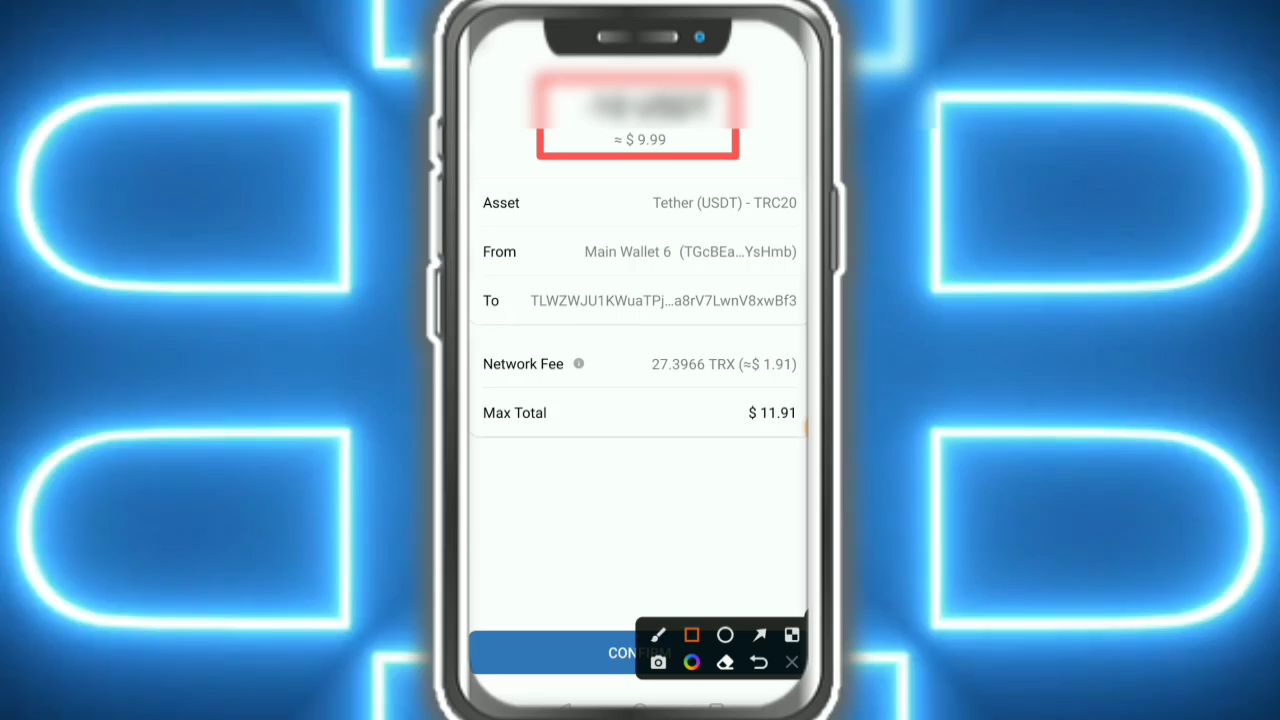 ≈ $ 9.99
Asset Tether (USDT) - TRC20
From Main Wallet 6 (TGcBEa...YsHmb)
To TLWZWJU1KWuaTPj...a8rV7LwnV8xwBf3
Network Fee 27.3966 TRX (≈$ 1.91)
Max Total $ 11.91
CONFIRM